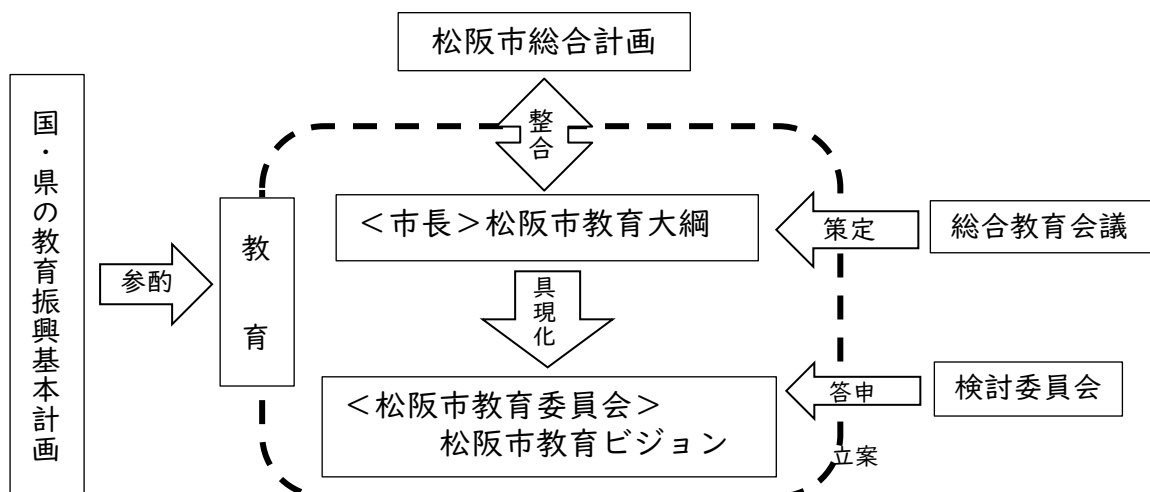 松阪市総合計画
国・県の教育振興基本計画
整合
教育
<市長>松阪市教育大綱
策定
総合教育会議
参酌
具現化
<松阪市教育委員会>
松阪市教育ビジョン
答申
検討委員会
立案